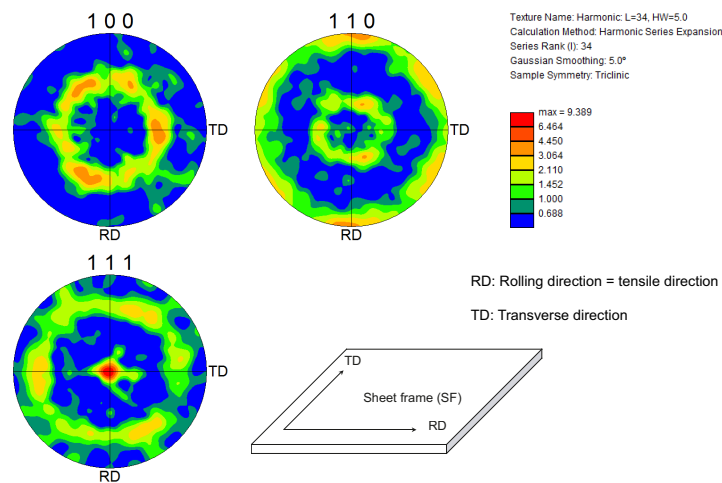 1 0 0
TD
RD
1 1 0
TD
RD
Texture Name: Harmonic: L=34, HW=5.0
Calculation Method: Harmonic Series Expansion
Series Rank (l): 34
Gaussian Smoothing: 5.0°
Sample Symmetry: Triclinic
max = 9.389
6.464
4.450
3.064
2.110
1.452
1.000
0.688
1 1 1
TD
RD
RD: Rolling direction = tensile direction
TD: Transverse direction
TD
Sheet frame (SF)
RD